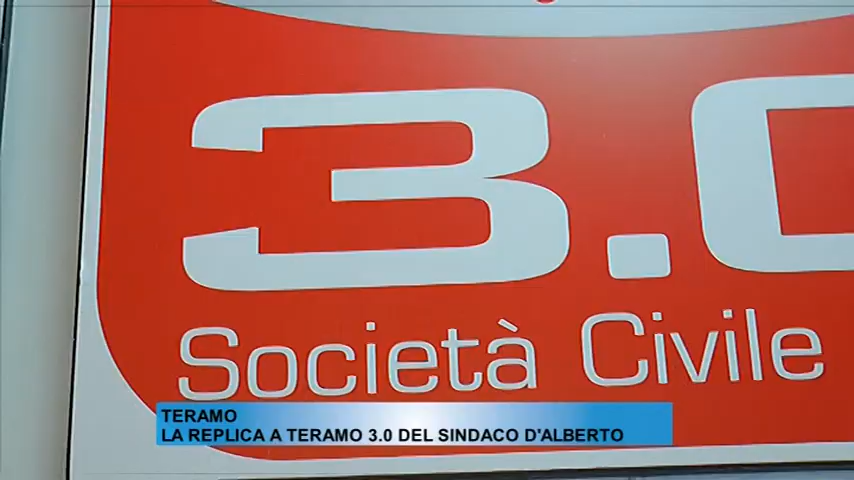 3.0
Società Civile
TERAMO
LA REPLICA A TERAMO 3.0 DEL SINDACO D'ALBERTO